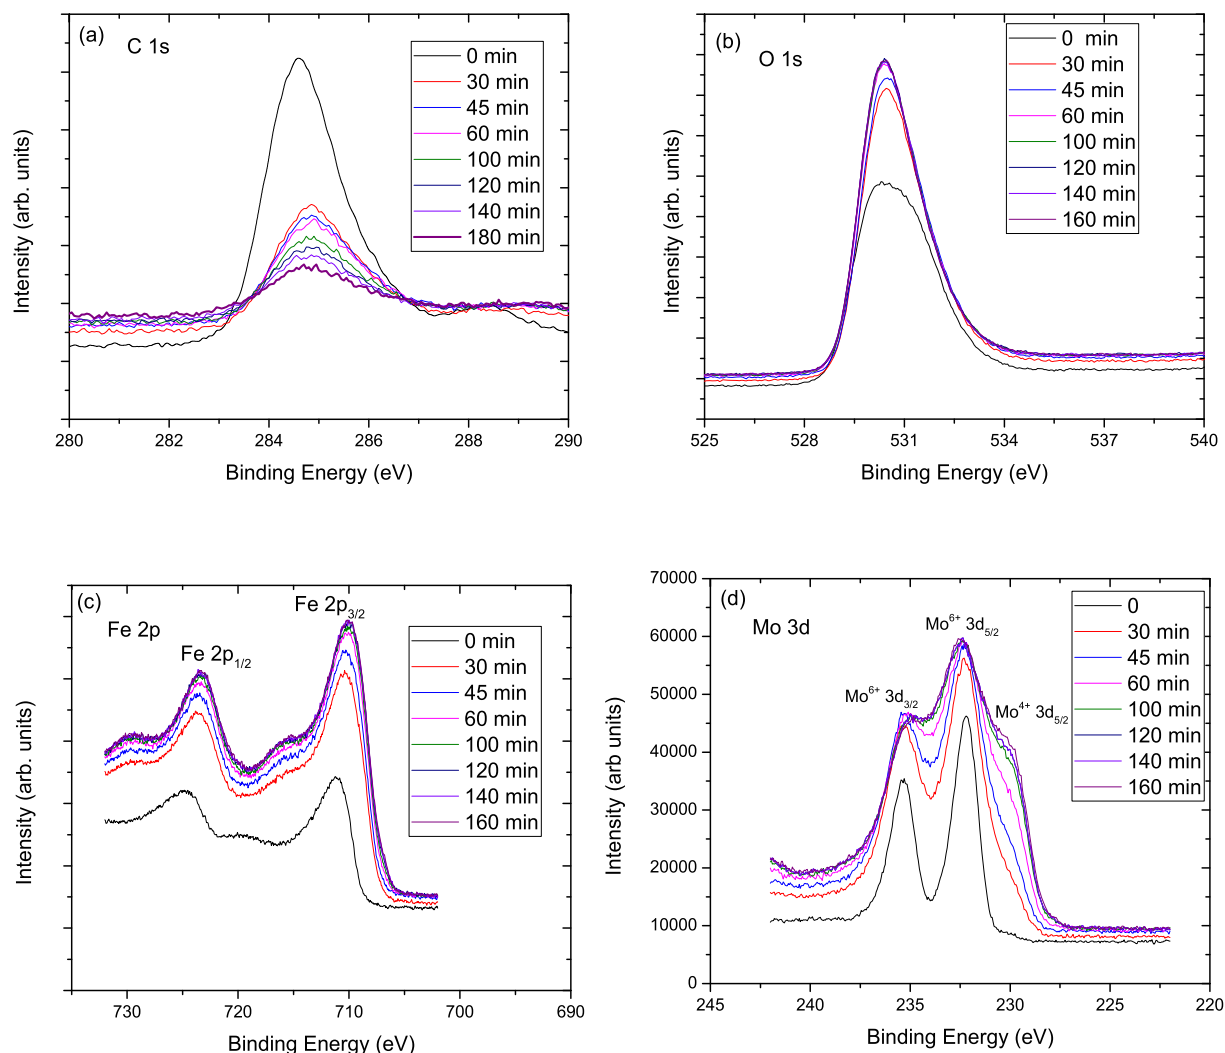 (a)
C 1s
0 min
30 min
45 min
60 min
100 min
120 min
140 min
180 min
Intensity (arb. units)
280 282 284 286 288 290
Binding Energy (eV)
(b)
O 1s
0 min
30 min
45 min
60 min
100 min
120 min
140 min
160 min
Intensity (arb. units)
525 528 531 534 537 540
Binding Energy (eV)
(c)
Fe 2p
Fe 2p1/2
Fe 2p3/2
0 min
30 min
45 min
60 min
100 min
120 min
140 min
160 min
Intensity (arb. units)
730 720 710 700 690
Binding Energy (eV)
(d)
Mo 3d
Mo6+ 3d5/2
Mo6+ 3d3/2
Mo4+ 3d5/2
0
30 min
45 min
60 min
100 min
120 min
140 min
160 min
70000
60000
50000
40000
30000
20000
10000
0
Intensity (arb units)
245 240 235 230 225 220
Binding Energy (eV)